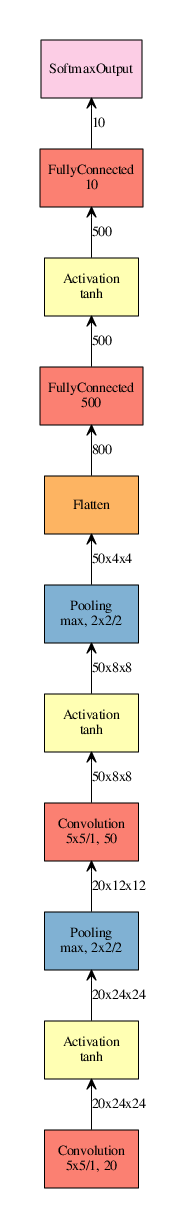 SoftmaxOutput
10
FullyConnected
10
500
Activation
tanh
500
FullyConnected
500
800
Flatten
50x4x4
Pooling
max, 2x2/2
50x8x8
Activation
tanh
50x8x8
Convolution
5x5/1, 50
20x12x12
Pooling
max, 2x2/2
20x24x24
Activation
tanh
20x24x24
Convolution
5x5/1, 20